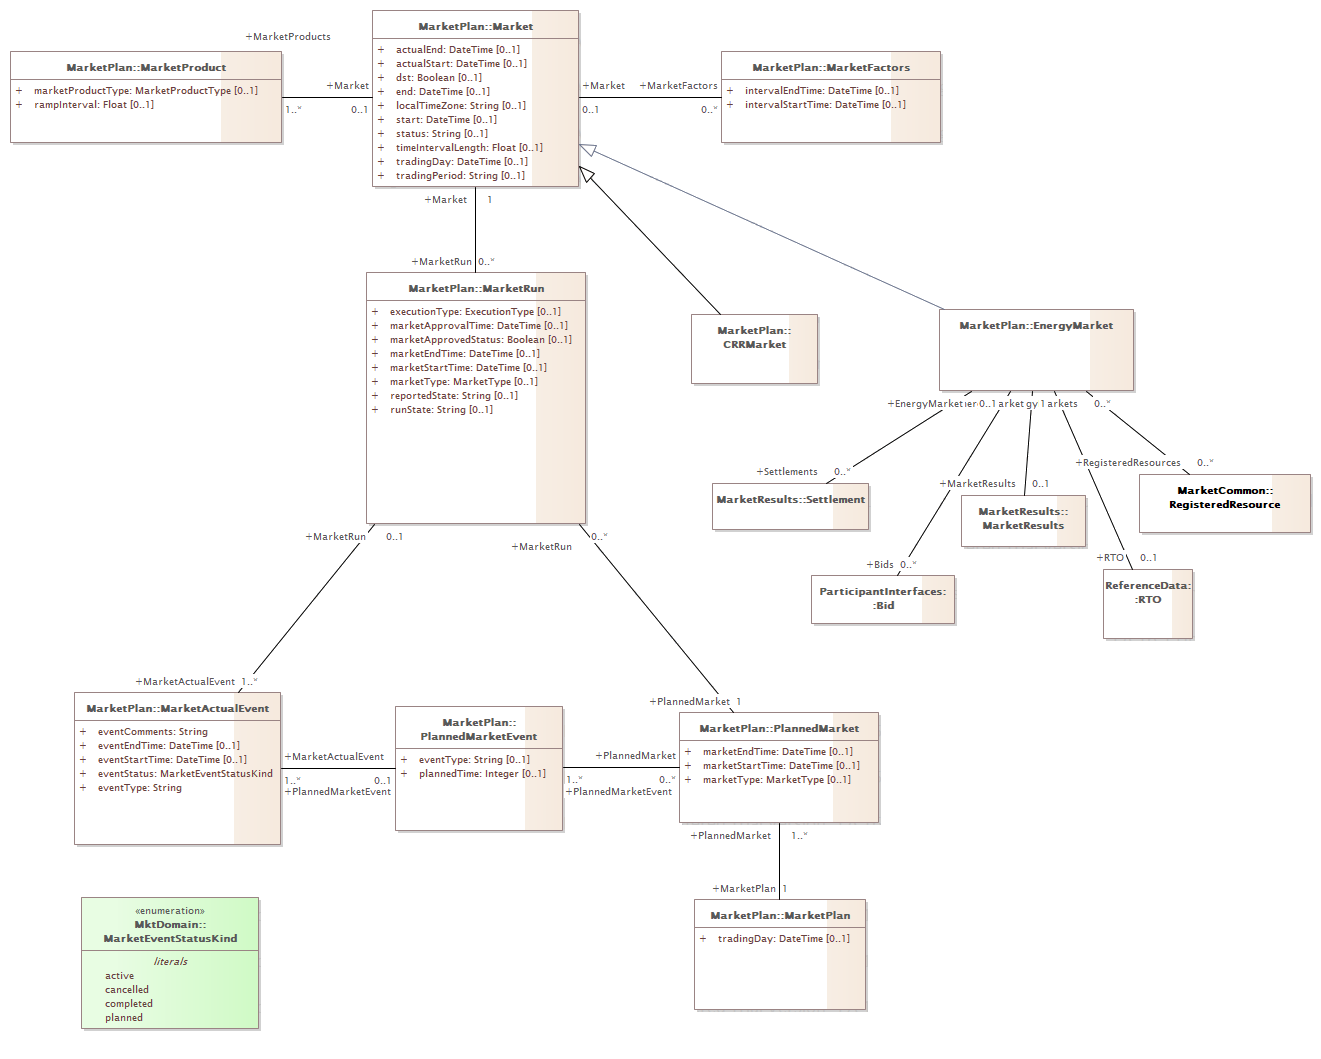 +MarketProducts
MarketPlan::MarketProduct
+ marketProductType: MarketProductType [0..1]
+ rampInterval: Float [0..1]
+Market
1..*
0..1
MarketPlan::Market
+ actualEnd: DateTime [0..1]
+ actualStart: DateTime [0..1]
+ dst: Boolean [0..1]
+ end: DateTime [0..1]
+ localTimeZone: String [0..1]
+ start: DateTime [0..1]
+ status: String [0..1]
+ timeIntervalLength: Float [0..1]
+ tradingDay: DateTime [0..1]
+ tradingPeriod: String [0..1]
+Market
+MarketFactors
0..1
0..*
MarketPlan::MarketFactors
+ intervalEndTime: DateTime [0..1]
+ intervalStartTime: DateTime [0..1]
+Market
1
+MarketRun
0..*
MarketPlan::MarketRun
+ executionType: ExecutionType [0..1]
+ marketApprovalTime: DateTime [0..1]
+ marketApprovedStatus: Boolean [0..1]
+ marketEndTime: DateTime [0..1]
+ marketStartTime: DateTime [0..1]
+ marketType: MarketType [0..1]
+ reportedState: String [0..1]
+ runState: String [0..1]
MarketPlan::
CRRMarket
MarketPlan::EnergyMarket
+EnergyMarket
0..1
arket
gy
1
arkets
0..*
+Settlements
0..*
MarketResults::Settlement
+MarketResults
0..1
MarketResults::
MarketResults
+RegisteredResources
0..*
MarketCommon::
RegisteredResource
+Bids
0..*
ParticipantInterfaces:
:Bid
+RTO
0..1
ReferenceData:
:RTO
+MarketRun
0..1
+MarketRun
0..*
+MarketActualEvent
1..*
+PlannedMarket
1
MarketPlan::MarketActualEvent
+ eventComments: String
+ eventEndTime: DateTime [0..1]
+ eventStartTime: DateTime [0..1]
+ eventStatus: MarketEventStatusKind
+ eventType: String
+MarketActualEvent
1..*
0..1
+PlannedMarketEvent
MarketPlan::
PlannedMarketEvent
+ eventType: String [0..1]
+ plannedTime: Integer [0..1]
+PlannedMarket
1..*
0..*
+PlannedMarketEvent
MarketPlan::PlannedMarket
+ marketEndTime: DateTime [0..1]
+ marketStartTime: DateTime [0..1]
+ marketType: MarketType [0..1]
+PlannedMarket
1..*
+MarketPlan
1
MarketPlan::MarketPlan
+ tradingDay: DateTime [0..1]
«enumeration»
MktDomain::
MarketEventStatusKind
literals
active
cancelled
completed
planned